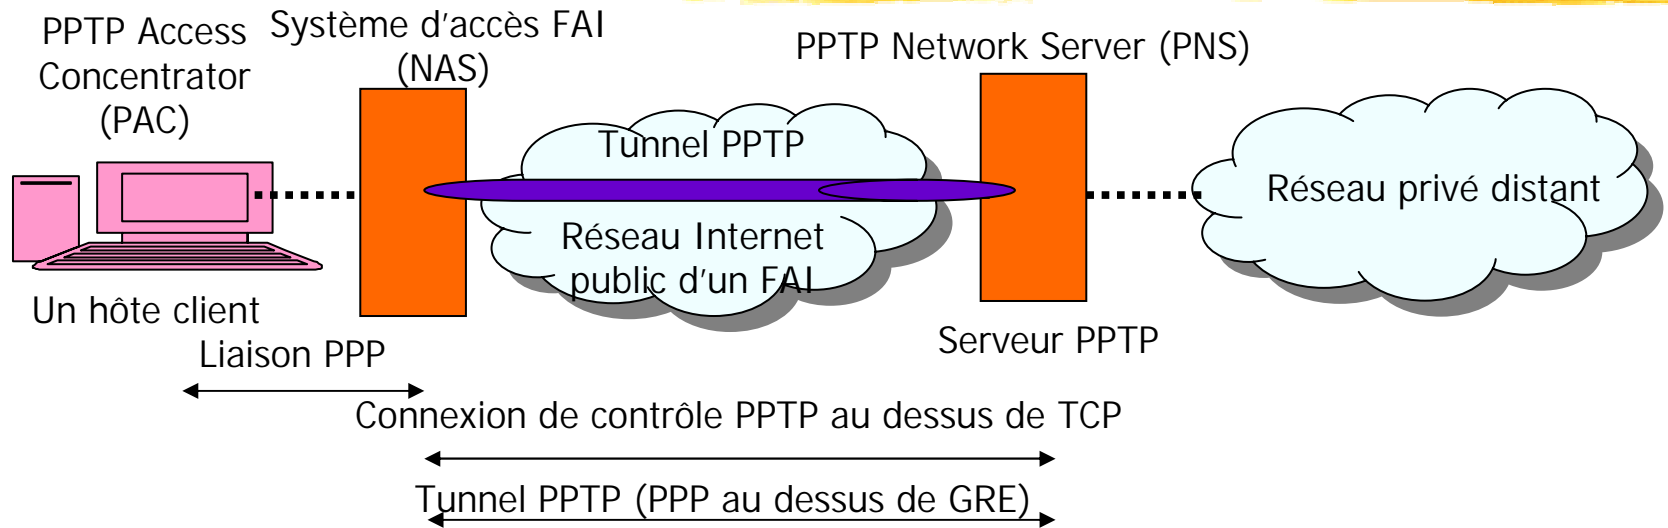 PPTP Access
Concentrator
(PAC)
Système d'accès FAI
(NAS)
PPTP Network Server (PNS)
Tunnel PPTP
Réseau Internet
public d'un FAI
Réseau privé distant
Un hôte client
Serveur PPTP
Liaison PPP
Connexion de contrôle PPTP au dessus de TCP
Tunnel PPTP (PPP au dessus de GRE)